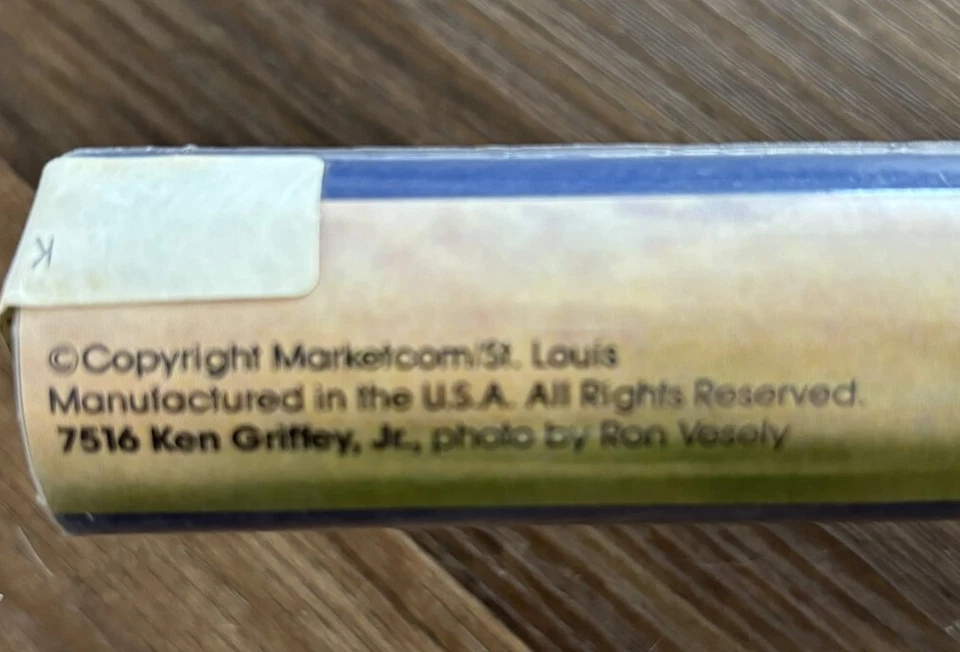 K
©Copyright Marketcom/St. Louis
Manufactured in the U.S.A. All Rights Reserved.
7516 Ken Griffey, Jr., photo by Ron Vesely